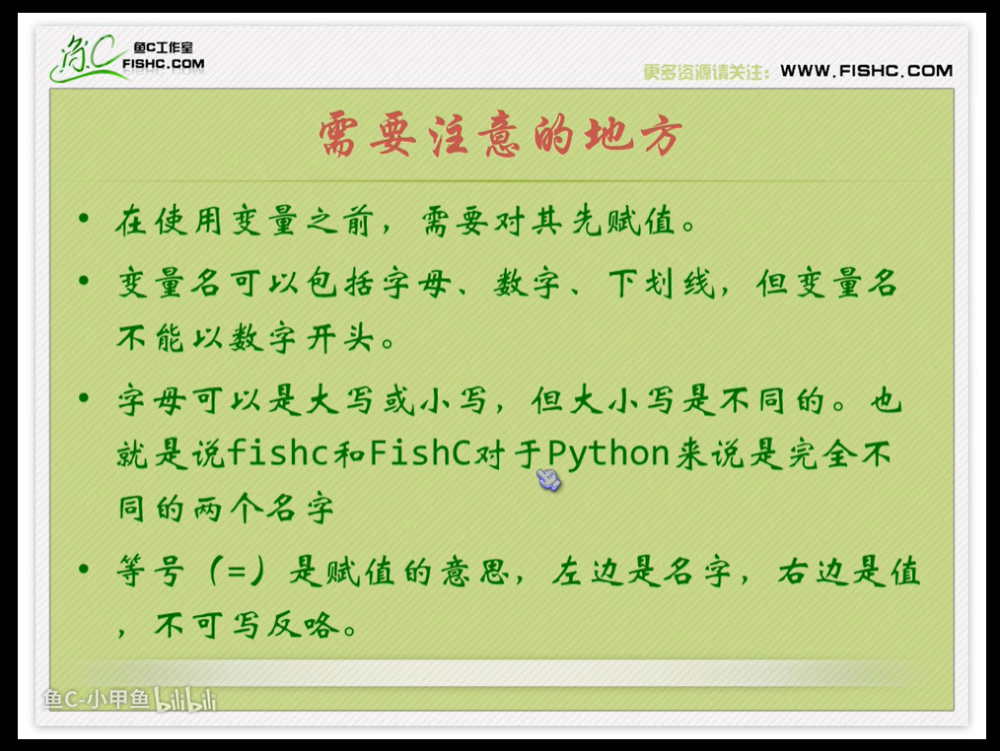 鱼C工作室
FISHC.COM
更多资源请关注：WWW.FISHC.COM
需要注意的地方
• 在使用变量之前，需要对其先赋值。
• 变量名可以包括字母、数字、下划线，但变量名
不能以数字开头。
• 字母可以是大写或小写，但大小写是不同的。也
就是说fishc和FishC对于Python来说是完全不
同的两个名字
• 等号（=）是赋值的意思，左边是名字，右边是值
，不可写反咯。
鱼C-小甲鱼 bilibili